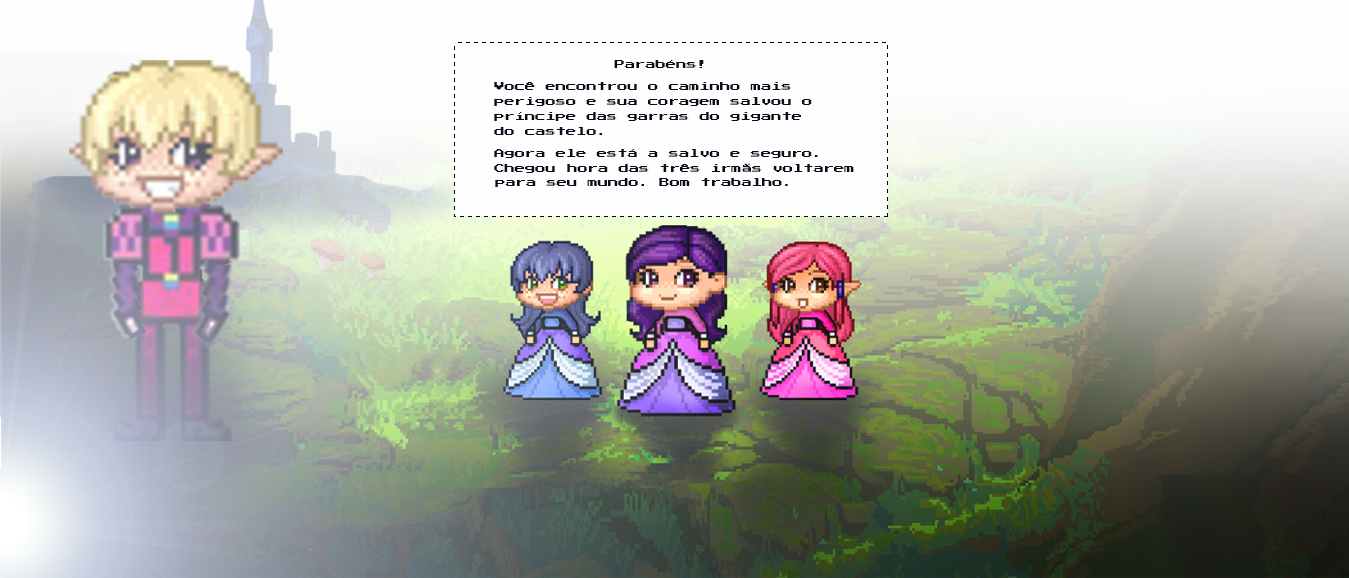 Parabéns!
Você encontrou o caminho mais
perigoso e sua coragem salvou o
príncipe das garras do gigante
do castelo.
Agora ele está a salvo e seguro.
Chegou hora das três irmãs voltarem
para seu mundo. Bom trabalho.